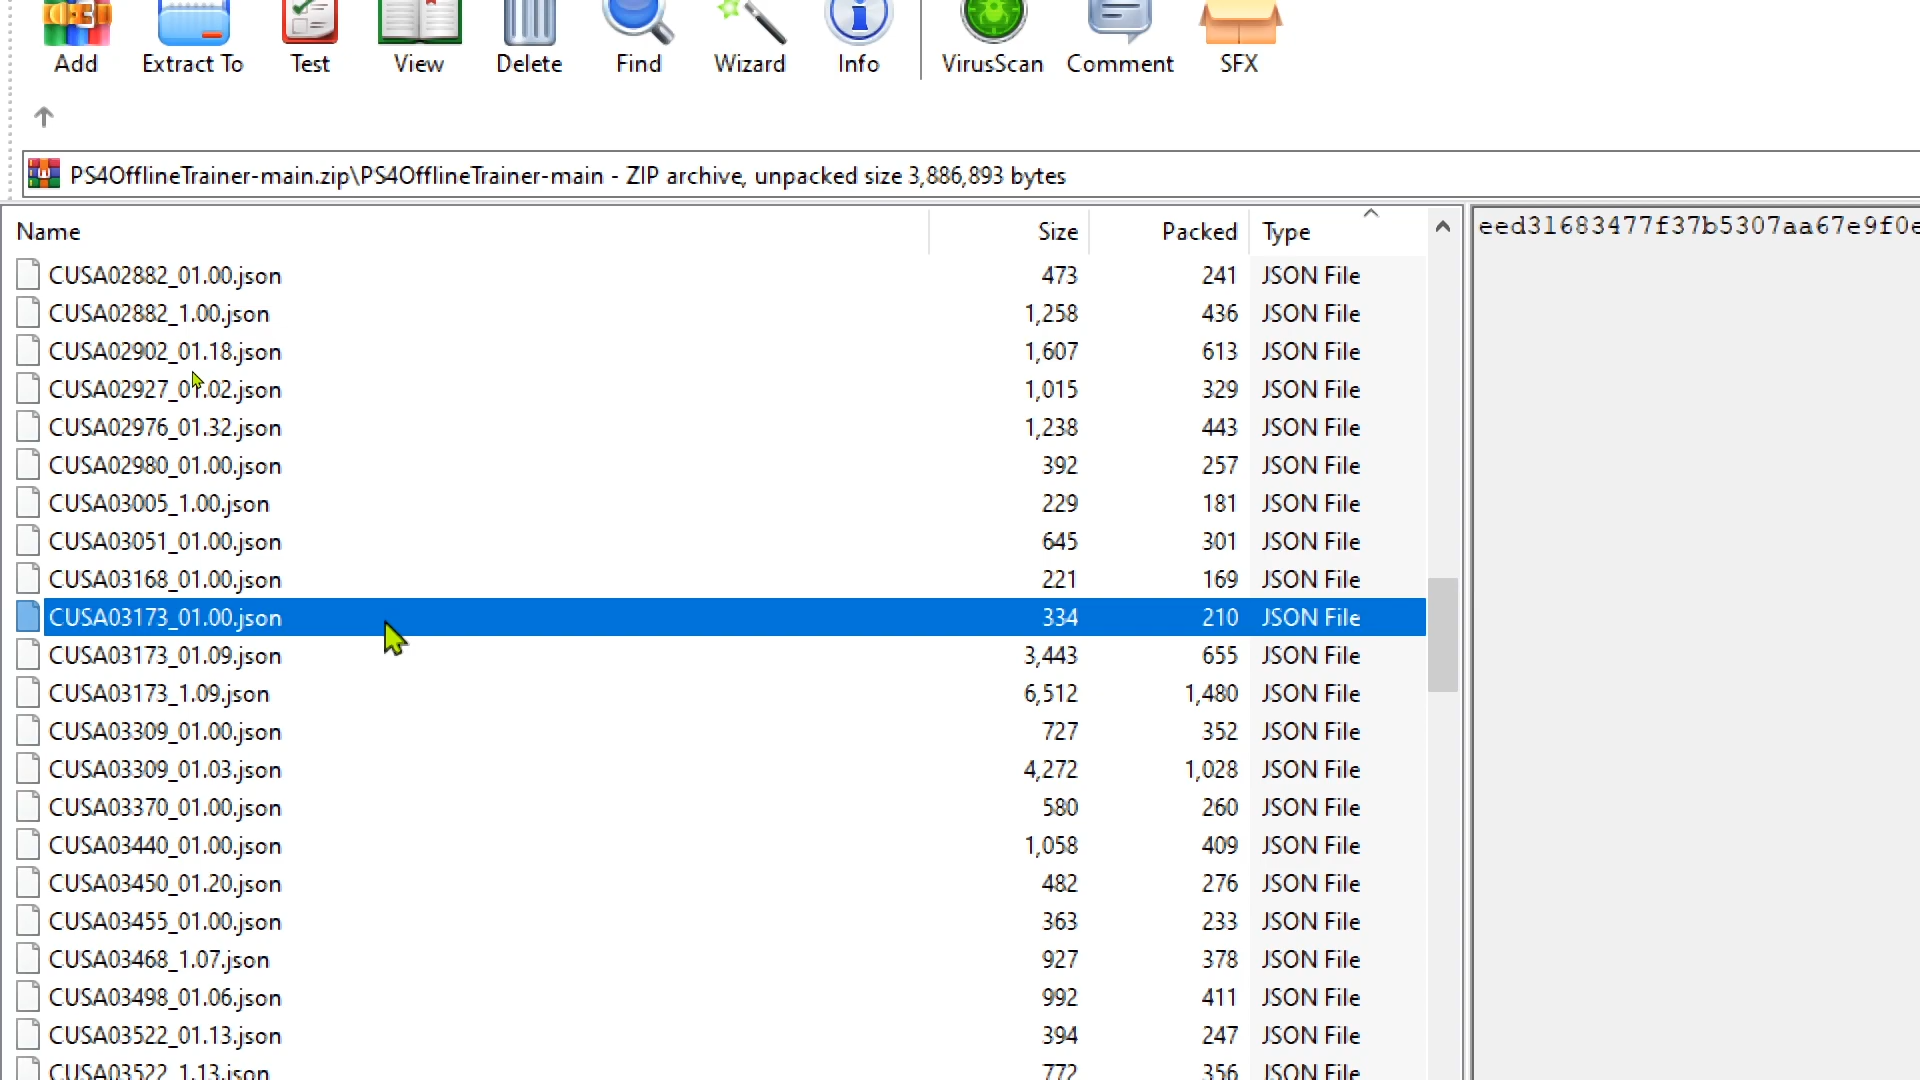 Add Extract To Test View Delete Find Wizard Info VirusScan Comment SFX
PS4OfflineTrainer-main.zip\PS4OfflineTrainer-main - ZIP archive, unpacked size 3,886,893 bytes
Name Size Packed Type
eed31683477f37b5307aa67e9f0e
CUSA02882_01.00.json 473 241 JSON File
CUSA02882_1.00.json 1,258 436 JSON File
CUSA02902_01.18.json 1,607 613 JSON File
CUSA02927_01.02.json 1,015 329 JSON File
CUSA02976_01.32.json 1,238 443 JSON File
CUSA02980_01.00.json 392 257 JSON File
CUSA03005_1.00.json 229 181 JSON File
CUSA03051_01.00.json 645 301 JSON File
CUSA03168_01.00.json 221 169 JSON File
CUSA03173_01.00.json 334 210 JSON File
CUSA03173_01.09.json 3,443 655 JSON File
CUSA03173_1.09.json 6,512 1,480 JSON File
CUSA03309_01.00.json 727 352 JSON File
CUSA03309_01.03.json 4,272 1,028 JSON File
CUSA03370_01.00.json 580 260 JSON File
CUSA03440_01.00.json 1,058 409 JSON File
CUSA03450_01.20.json 482 276 JSON File
CUSA03455_01.00.json 363 233 JSON File
CUSA03468_1.07.json 927 378 JSON File
CUSA03498_01.06.json 992 411 JSON File
CUSA03522_01.13.json 394 247 JSON File
CUSA03522_1.13.json 772 356 JSON File